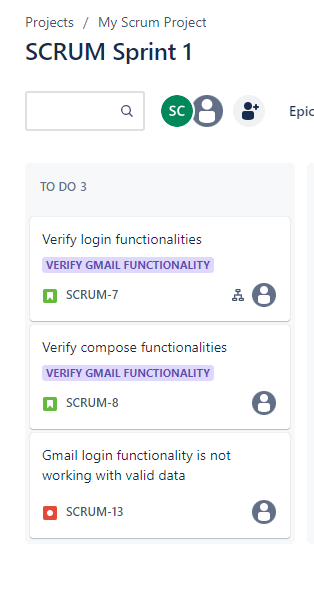 Projects / My Scrum Project
SCRUM Sprint 1
SC
Epic
TO DO 3
Verify login functionalities
VERIFY GMAIL FUNCTIONALITY
SCRUM-7
Verify compose functionalities
VERIFY GMAIL FUNCTIONALITY
SCRUM-8
Gmail login functionality is not
working with valid data
SCRUM-13